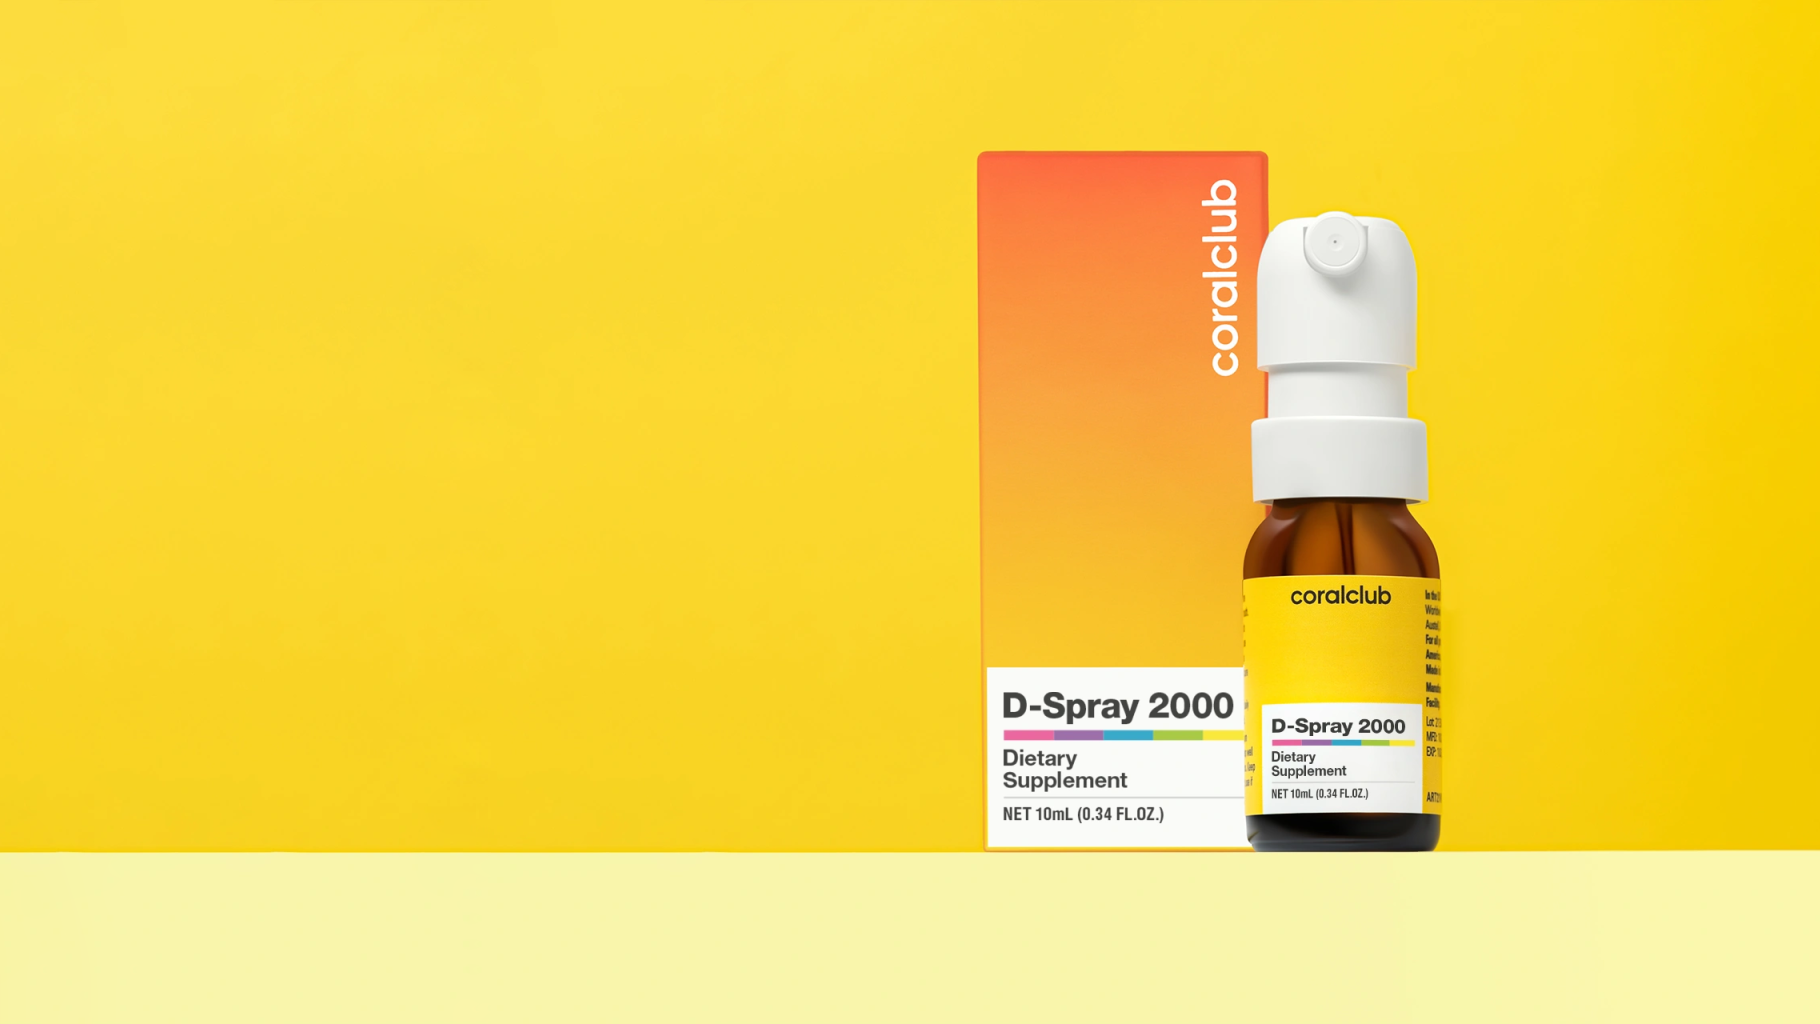 coralclub
D-Spray 2000
Dietary
Supplement
NET 10mL (0.34 FL.OZ.)
coralclub
D-Spray 2000
Dietary
Supplement
NET 10mL (0.34 FL.OZ.)